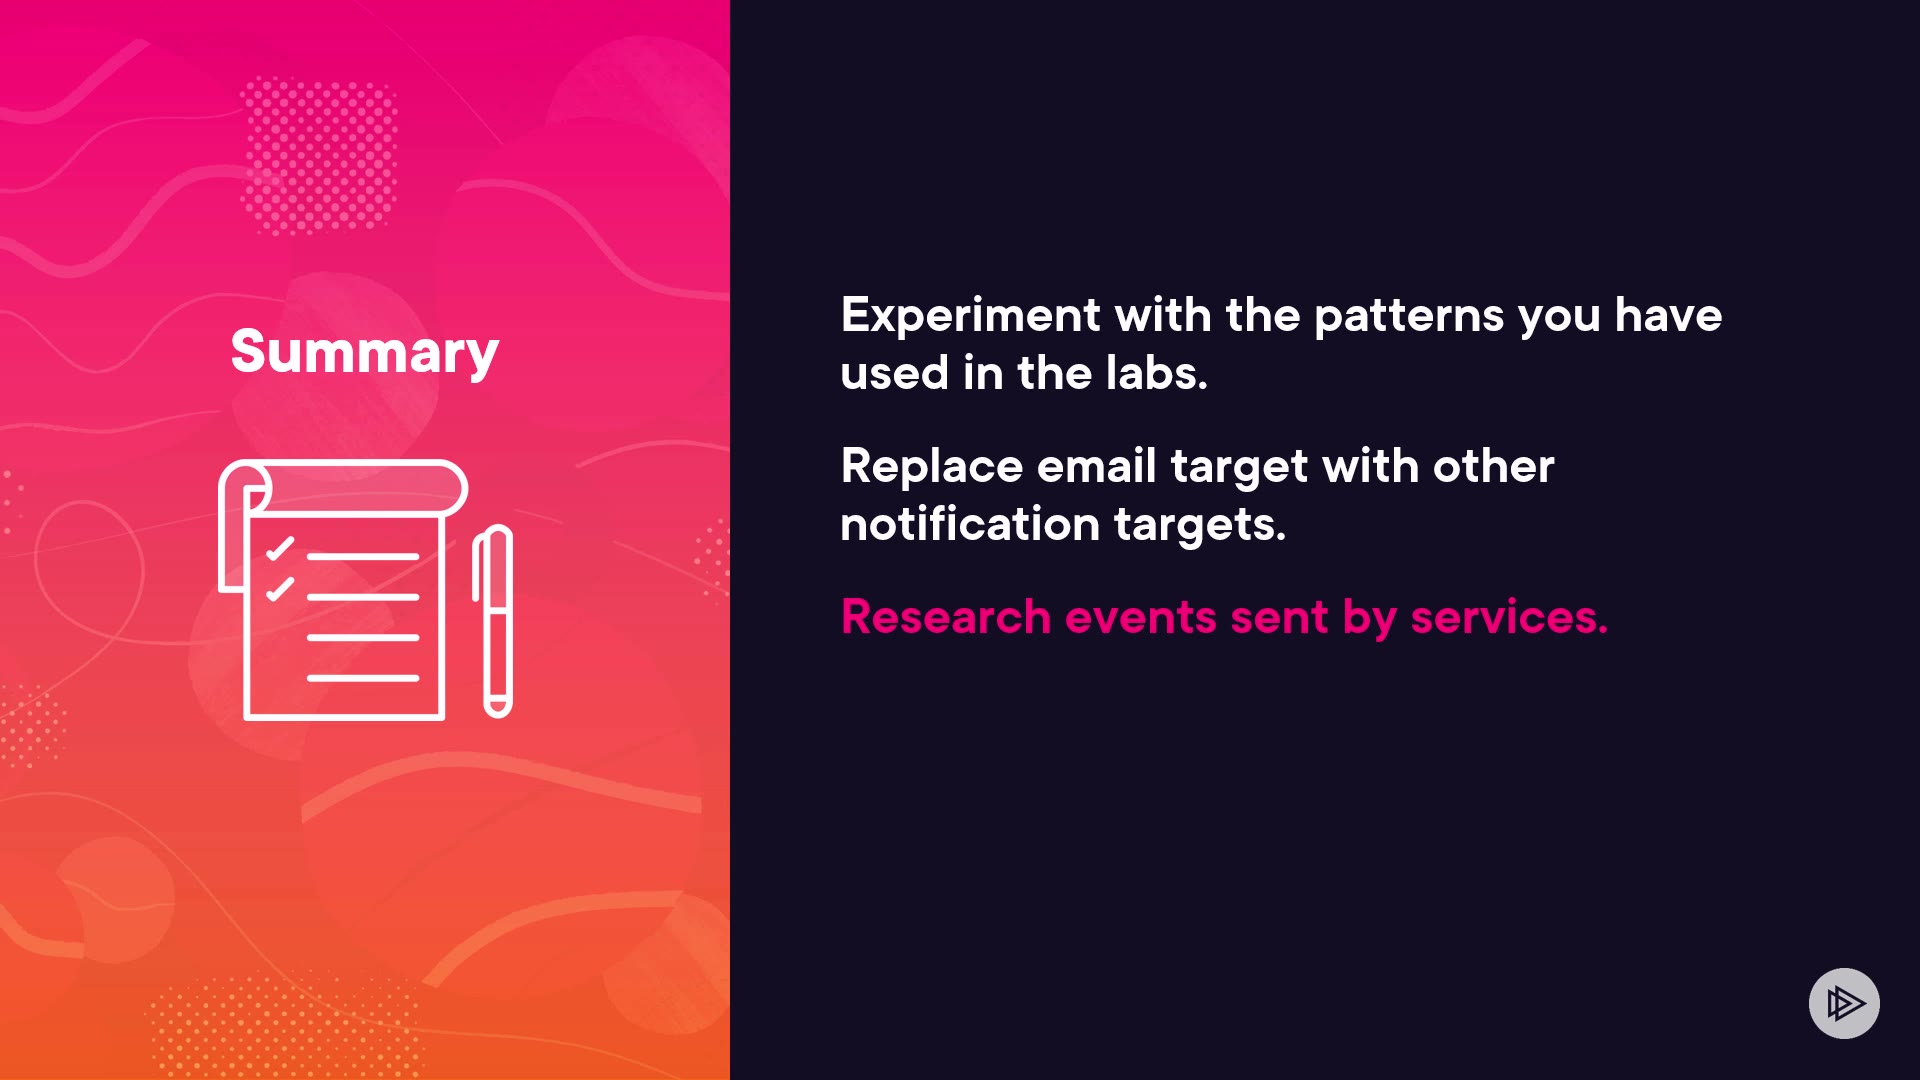 Summary
Experiment with the patterns you have
used in the labs.
Replace email target with other
notification targets.
Research events sent by services.